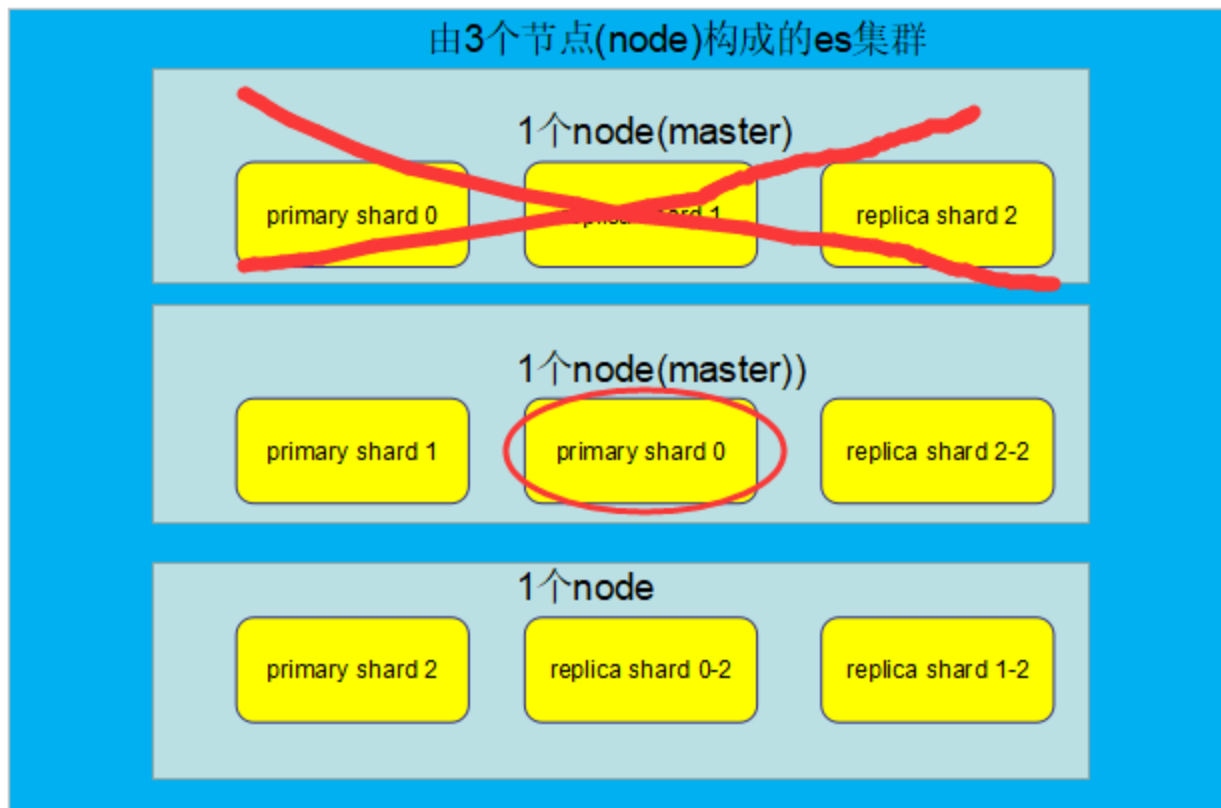 由3个节点(node)构成的es集群
1个node(master)
primary shard 0
replica shard 1
replica shard 2
1个node(master))
primary shard 1
primary shard 0
replica shard 2-2
1个node
primary shard 2
replica shard 0-2
replica shard 1-2